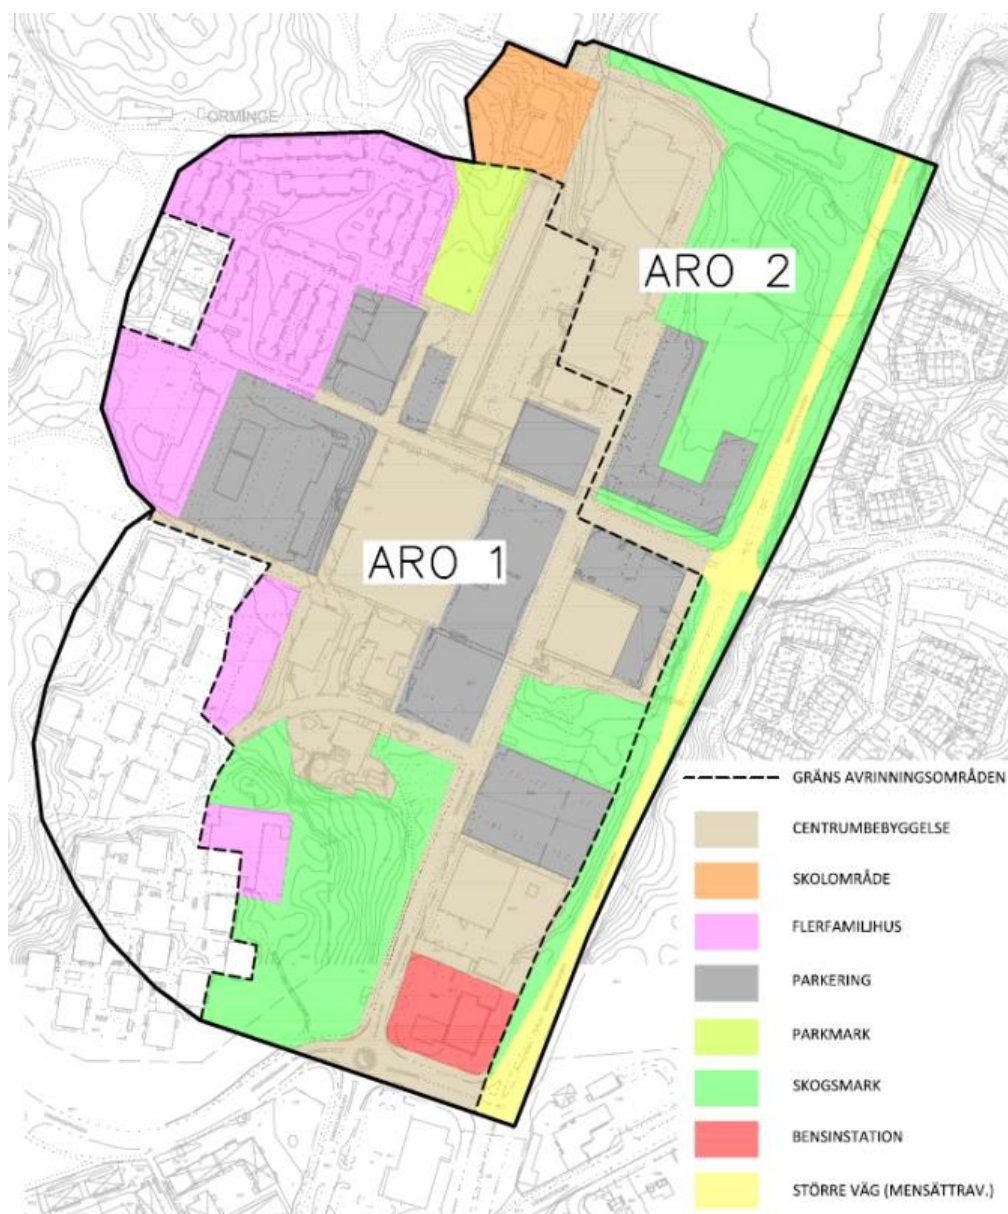 ORMINGE
ARO 2
ARO 1
GRÄNS AVRINNINGSOMRÅDEN
CENTRUMBEBYGGELSE
SKOLOMRÅDE
FLERFAMILJHUS
PARKERING
PARKMARK
SKOGSMARK
BENSINSTATION
STÖRRE VÄG (MENSÄTTRAV.)